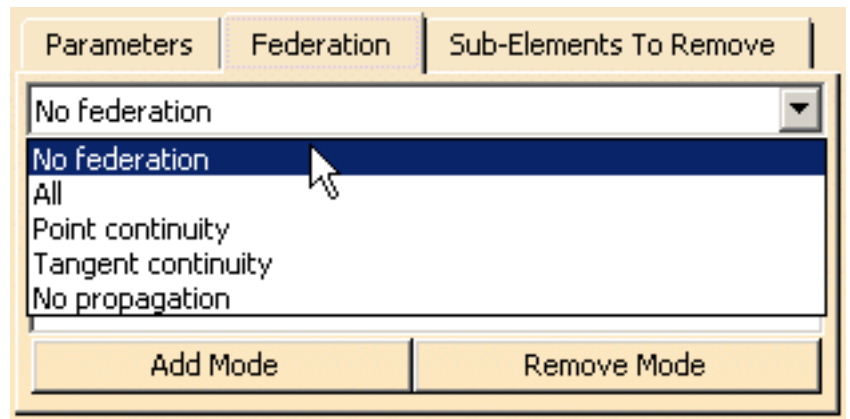 Parameters Federation Sub-Elements To Remove
No federation
No federation
All
Point continuity
Tangent continuity
No propagation
Add Mode Remove Mode